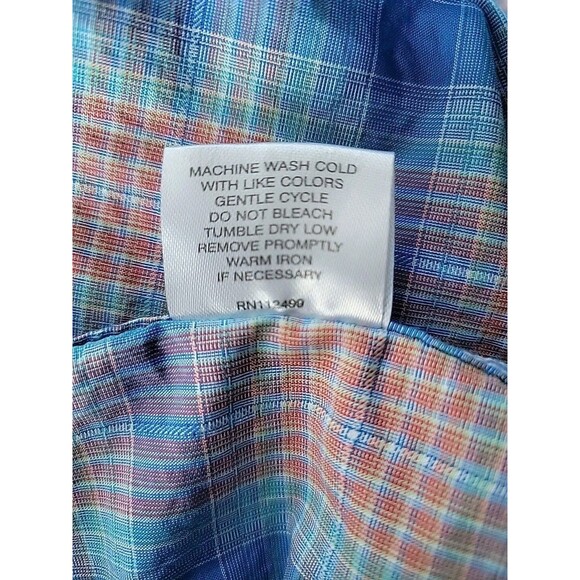 MACHINE WASH COLD
WITH LIKE COLORS
GENTLE CYCLE
DO NOT BLEACH
TUMBLE DRY LOW
REMOVE PROMPTLY
WARM IRON
IF NECESSARY
RN113499